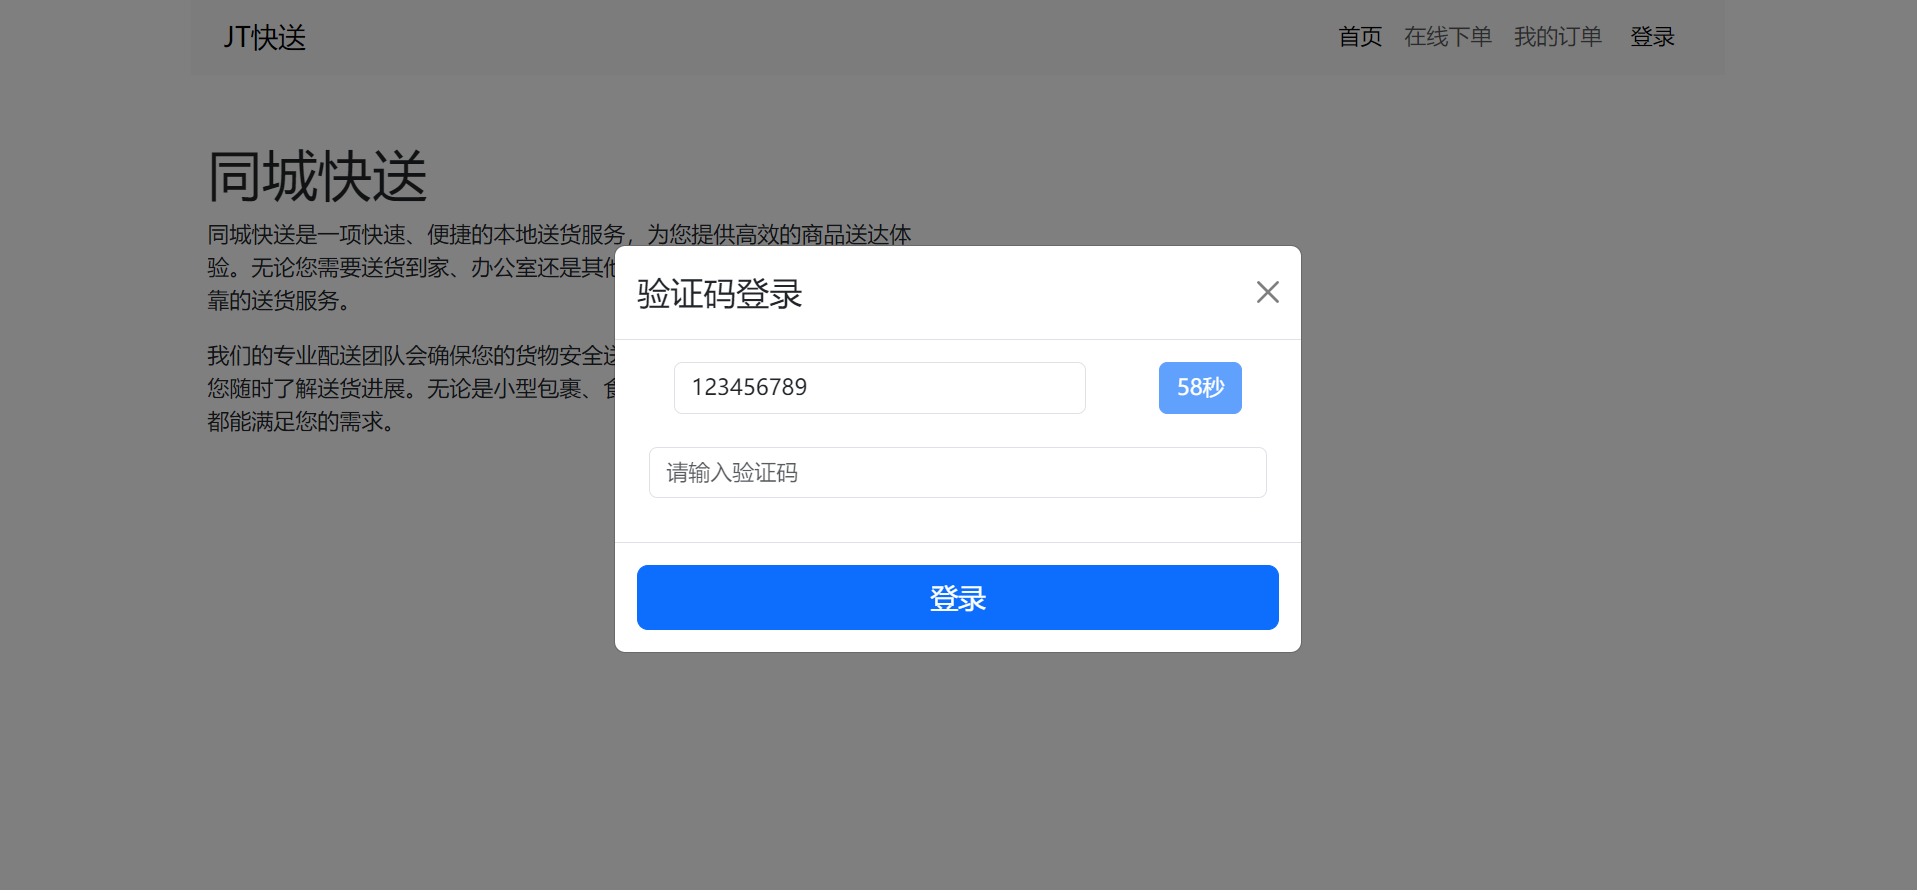 JT快送
首页 在线下单 我的订单 登录
同城快送
同城快送是一项快速、便捷的本地送货服务，为您提供高效的商品送达体
验。无论您需要送货到家、办公室还是其
靠的送货服务。
我们的专业配送团队会确保您的货物安全
您随时了解送货进展。无论是小型包裹、
都能满足您的需求。
验证码登录
123456789
58秒
请输入验证码
登录